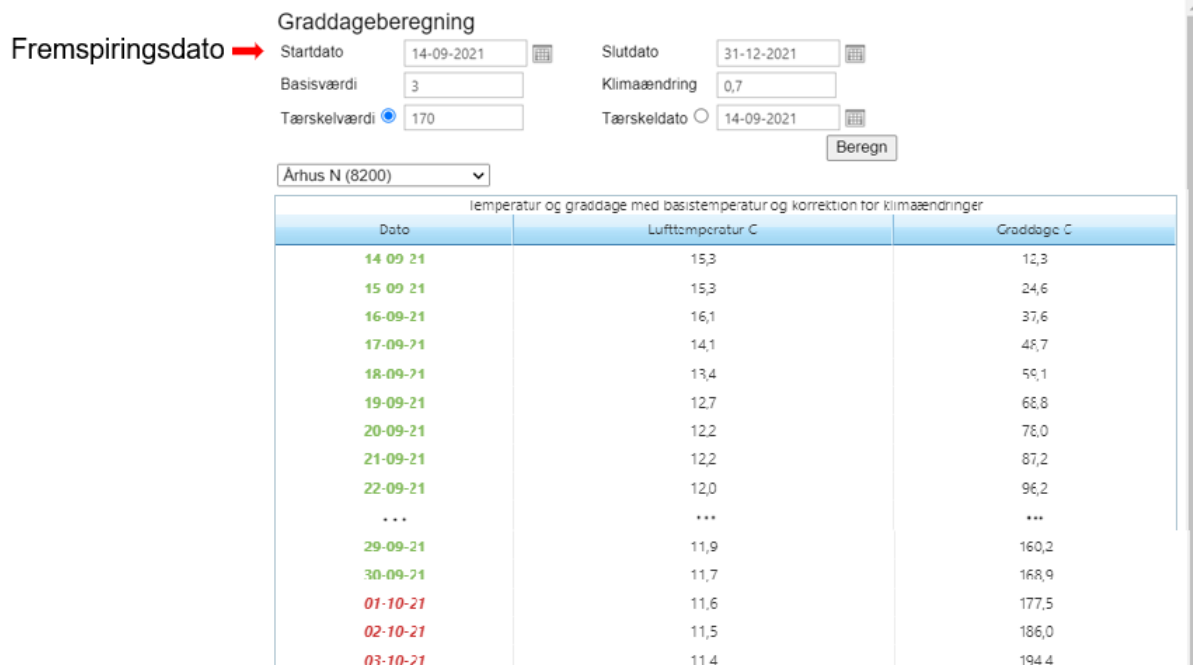 Graddageberegning
Fremspiringsdato
Startdato 14-09-2021 Slutdato 31-12-2021
Basisværdi 3 Klimaændring 0,7
Tærskelværdi 170 Tærskeldato 14-09-2021
Beregn
Århus N (8200)
Temperatur og graddage med basistemperatur og korrektion for klimaændringer
Dato Lufttemperatur C Graddage C
14-09-21 15,3 12,3
15-09-21 15,3 24,6
16-09-21 16,1 37,6
17-09-21 14,1 48,7
18-09-21 13,4 59,1
19-09-21 12,7 68,8
20-09-21 12,2 78,0
21-09-21 12,2 87,2
22-09-21 12,0 96,2
... ... ...
29-09-21 11,9 160,2
30-09-21 11,7 168,9
01-10-21 11,6 177,5
02-10-21 11,5 186,0
03-10-21 11,4 194,4